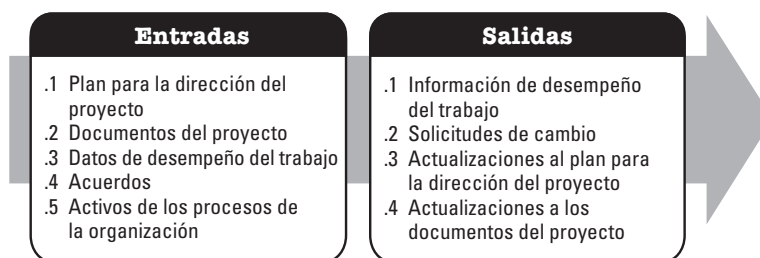 Entradas
.1 Plan para la dirección del
proyecto
.2 Documentos del proyecto
.3 Datos de desempeño del trabajo
.4 Acuerdos
.5 Activos de los procesos de
la organización
Salidas
.1 Información de desempeño
del trabajo
.2 Solicitudes de cambio
.3 Actualizaciones al plan para
la dirección del proyecto
.4 Actualizaciones a los
documentos del proyecto